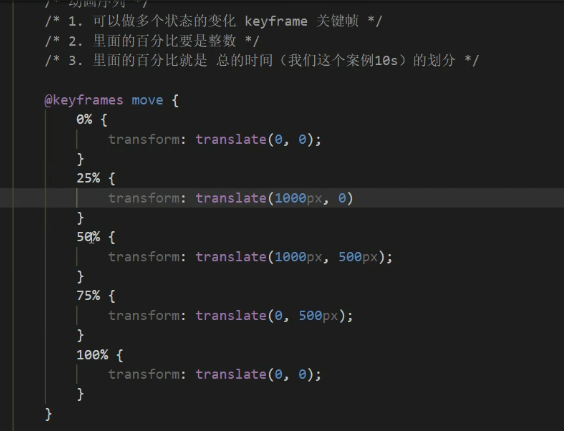 /* 动画序列 */
/* 1. 可以做多个状态的变化 keyframe 关键帧 */
/* 2. 里面的百分比要是整数 */
/* 3. 里面的百分比就是 总的时间（我们这个案例10s）的划分 */
@keyframes move {
0% {
transform: translate(0, 0);
}
25% {
transform: translate(1000px, 0)
}
50% {
transform: translate(1000px, 500px);
}
75% {
transform: translate(0, 500px);
}
100% {
transform: translate(0, 0);
}
}